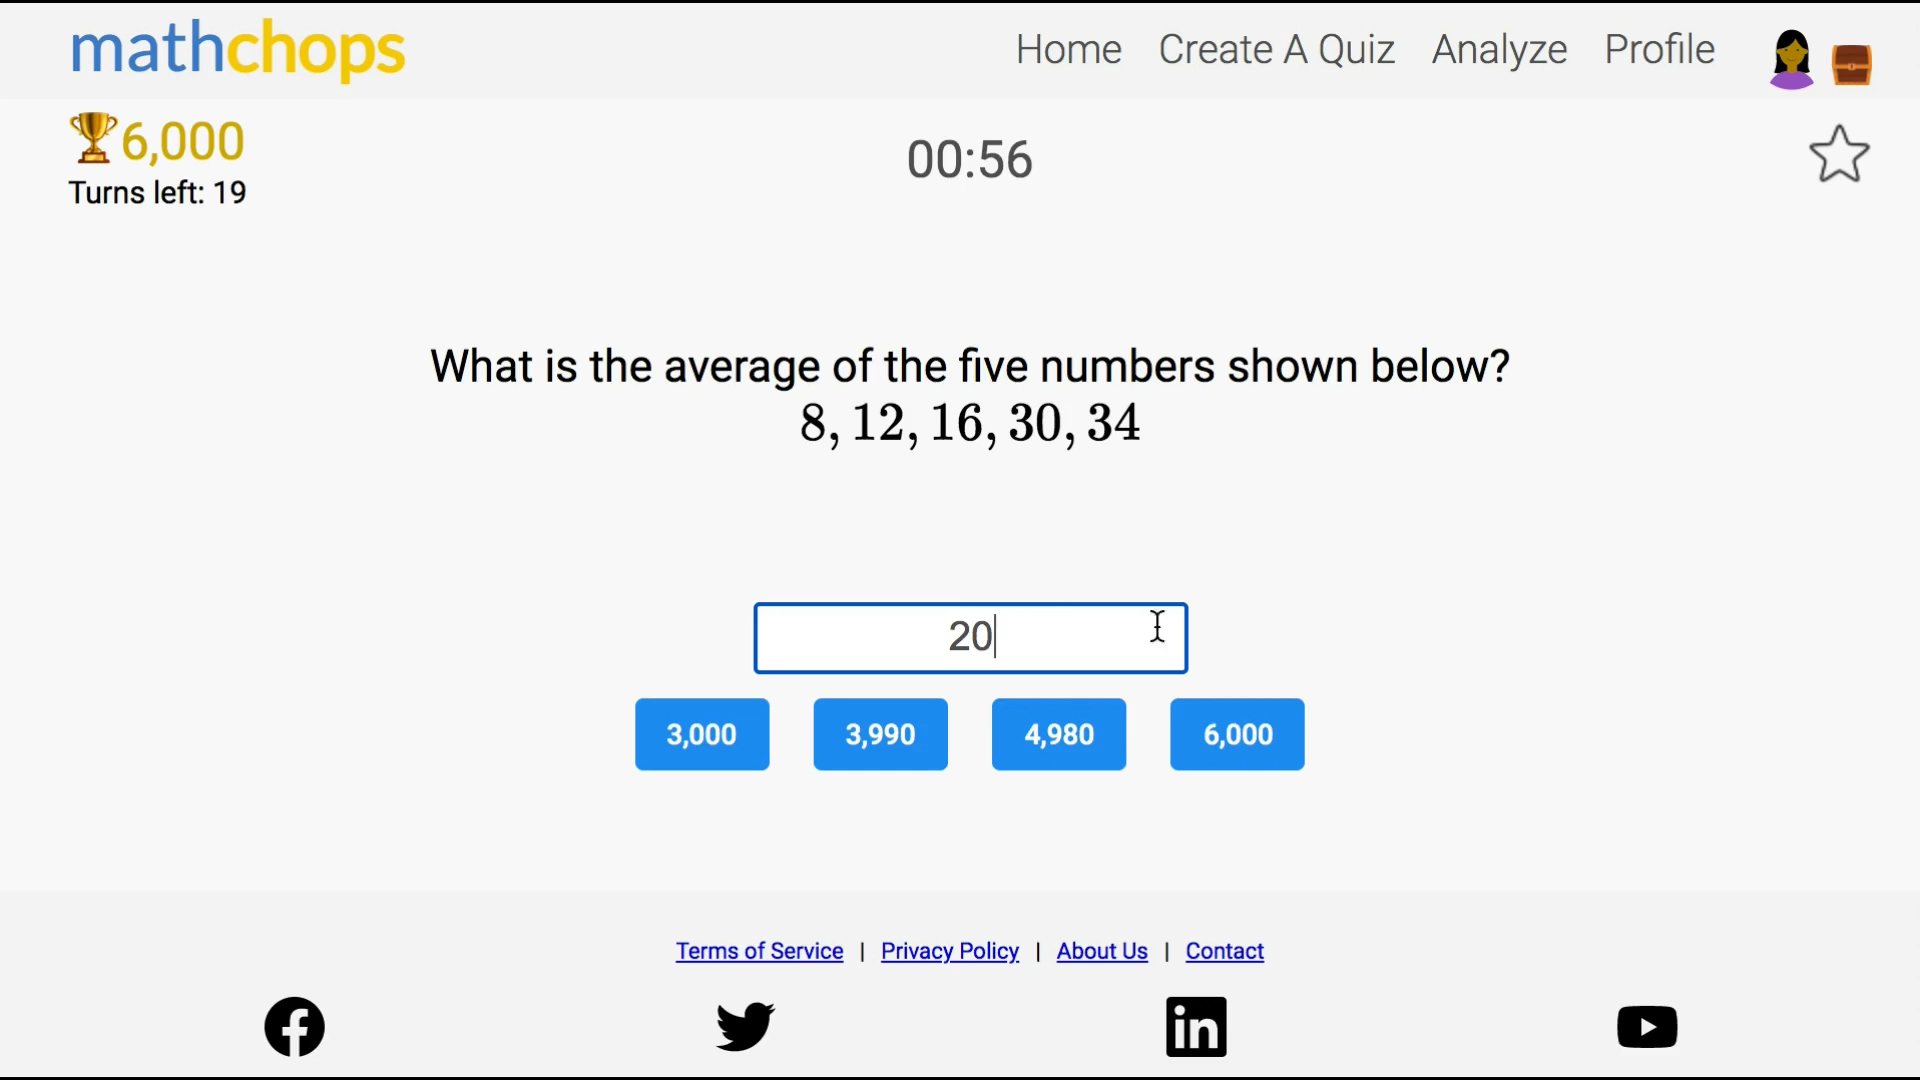 mathchops
Home Create A Quiz Analyze Profile
6,000
Turns left: 19
00:56
What is the average of the five numbers shown below?
8, 12, 16, 30, 34
20
3,000 3,990 4,980 6,000
Terms of Service | Privacy Policy | About Us | Contact